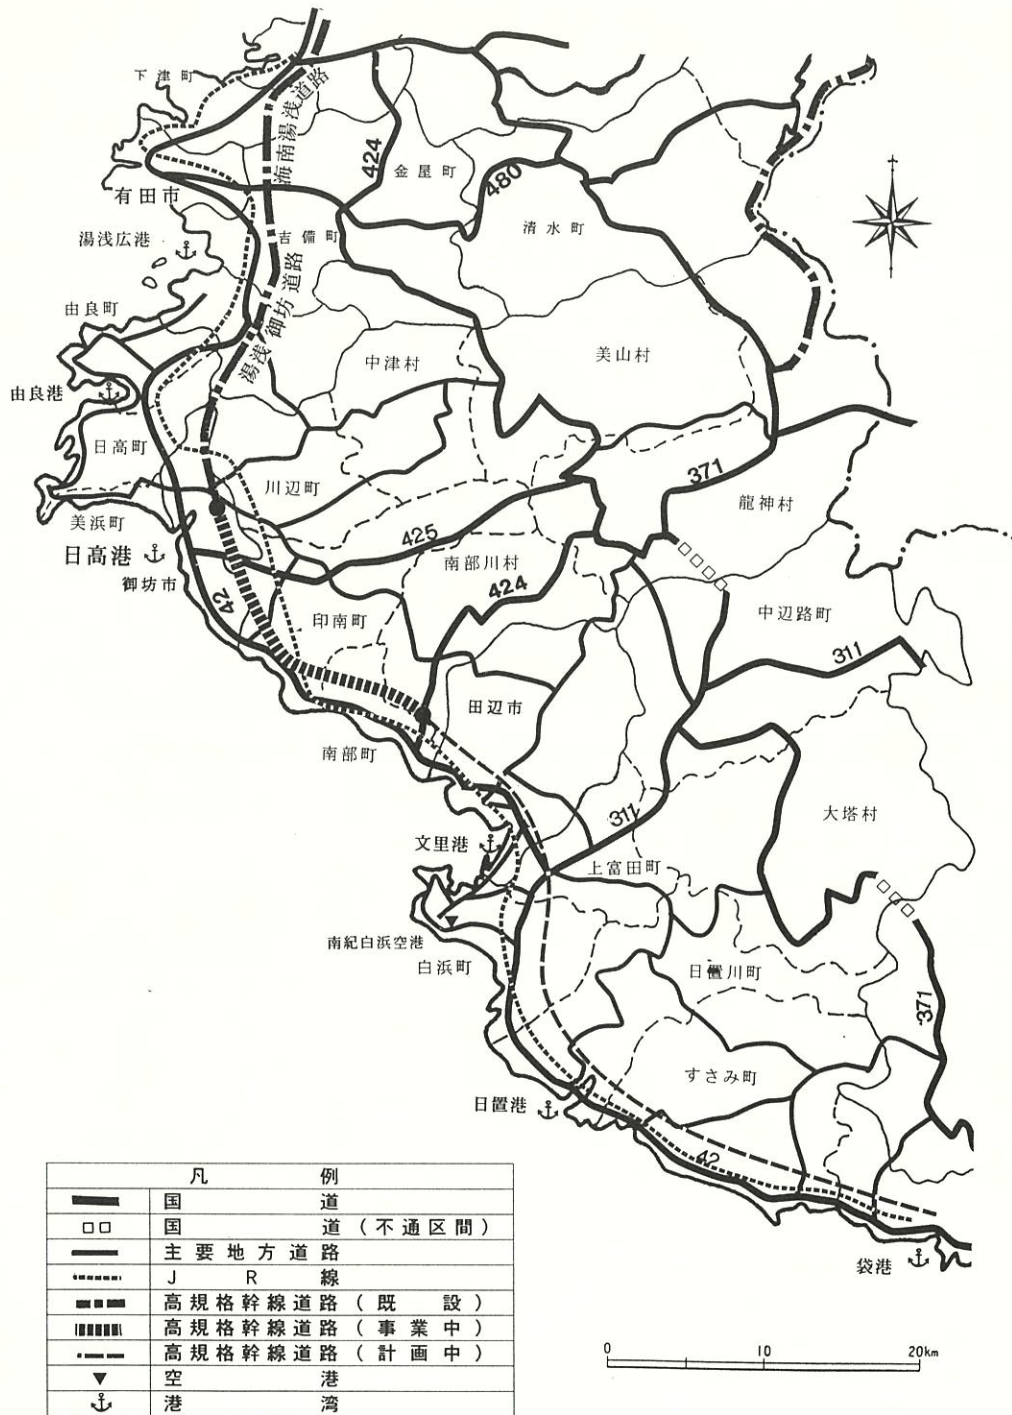 下津町
海南湯浅道路
424
金屋町
480
有田市
清水町
湯浅広港
吉備町
由良町
湯浅御坊道路
美山村
中津村
由良港
日高町
川辺町
371
龍神村
美浜町
425
日高港
南部川村
御坊市
42
424
印南町
中辺路町
311
田辺市
南部町
大塔村
311
文里港
上富田町
南紀白浜空港
白浜町
日置川町
371
すさみ町
日置港
42
袋港
凡例
国道
国道(不通区間)
主要地方道路
JR線
高規格幹線道路(既設)
高規格幹線道路(事業中)
高規格幹線道路(計画中)
空港
港湾
0 10 20km